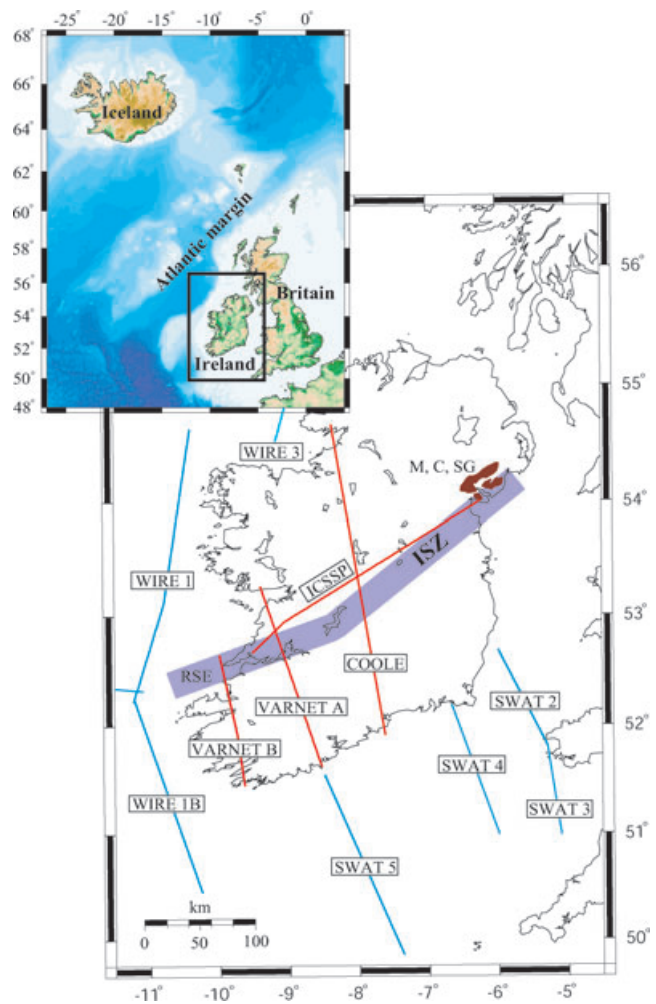 -25° -20° -15° -10° -5° 0°
68°
66°
64°
62°
60°
58°
56°
54°
52°
50°
48°
Iceland
Atlantic margin
Britain
Ireland
56°
55°
54°
53°
52°
51°
50°
WIRE 3
M, C, SG
ISZ
ICSSP
WIRE 1
RSE
COOLE
VARNET A
VARNET B
SWAT 2
SWAT 4
SWAT 3
WIRE 1B
SWAT 5
km
0 50 100
-11° -10° -9° -8° -7° -6° -5°